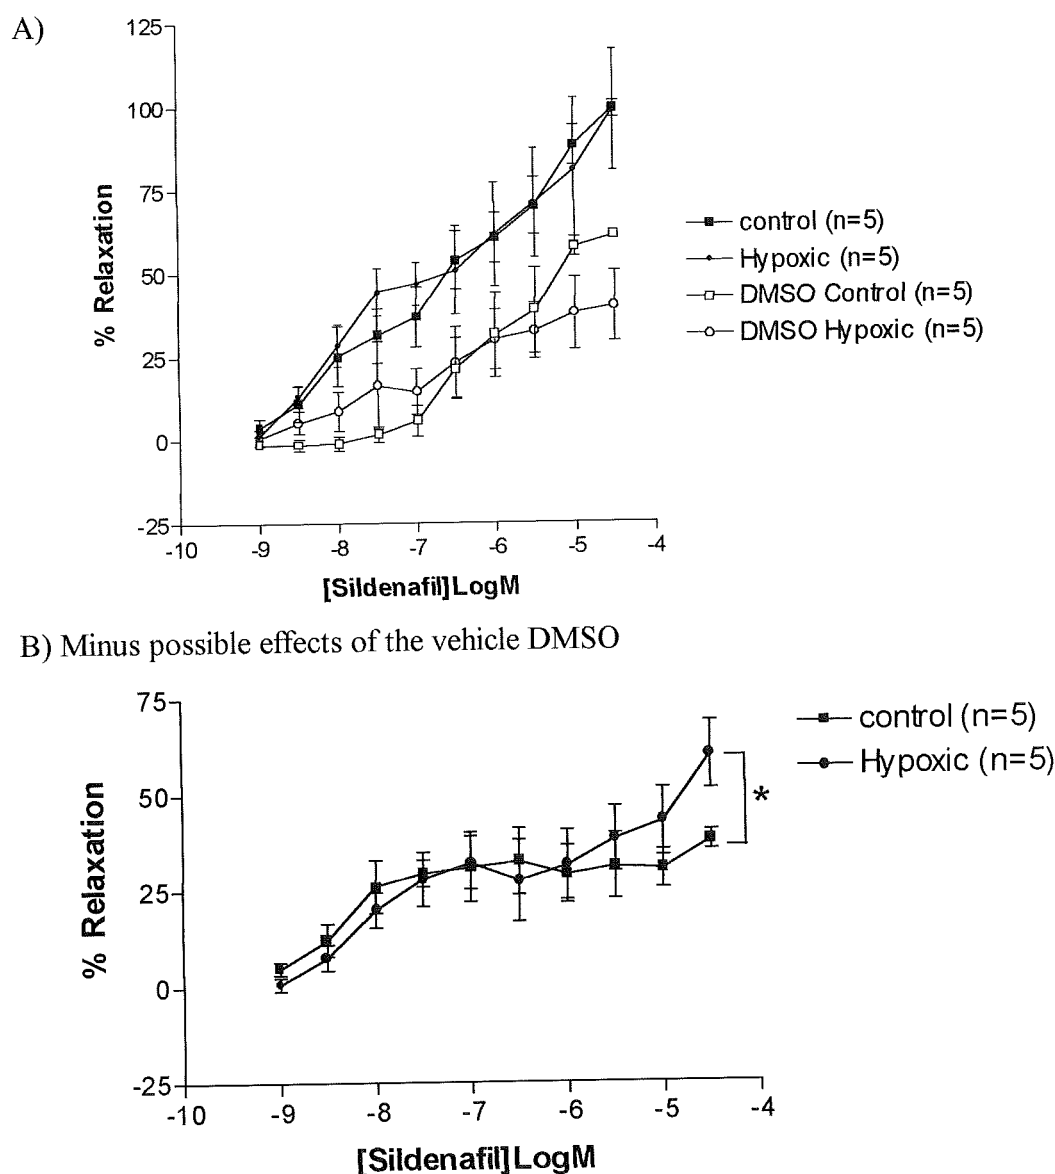 A)
125
100
75
50
25
0
-25
-10
-9
-8
-7
-6
-5
-4
% Relaxation
[Sildenafil]LogM
control (n=5)
Hypoxic (n=5)
DMSO Control (n=5)
DMSO Hypoxic (n=5)
B) Minus possible effects of the vehicle DMSO
75
50
25
0
-25
-10
-9
-8
-7
-6
-5
-4
% Relaxation
[Sildenafil]LogM
control (n=5)
Hypoxic (n=5)
*